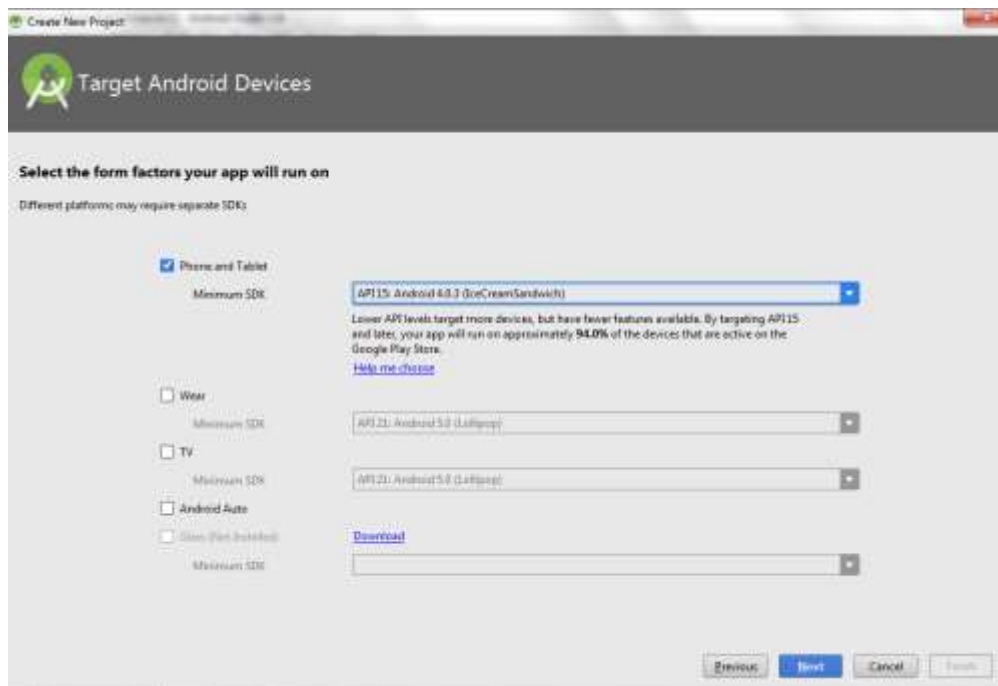 Create New Project
Target Android Devices
Select the form factors your app will run on
Different platforms may require separate SDKs
Phone and Tablet
Minimum SDK
API 15: Android 4.0.3 (IceCreamSandwich)
Lower API levels target more devices, but have fewer features available. By targeting API 15
and later, your app will run on approximately 94.0% of the devices that are active on the
Google Play Store.
Help me choose
Wear
Minimum SDK
API 21: Android 5.0 (Lollipop)
TV
Minimum SDK
API 21: Android 5.0 (Lollipop)
Android Auto
Glass (Not Installed)
Download
Minimum SDK
Previous
Next
Cancel
Finish